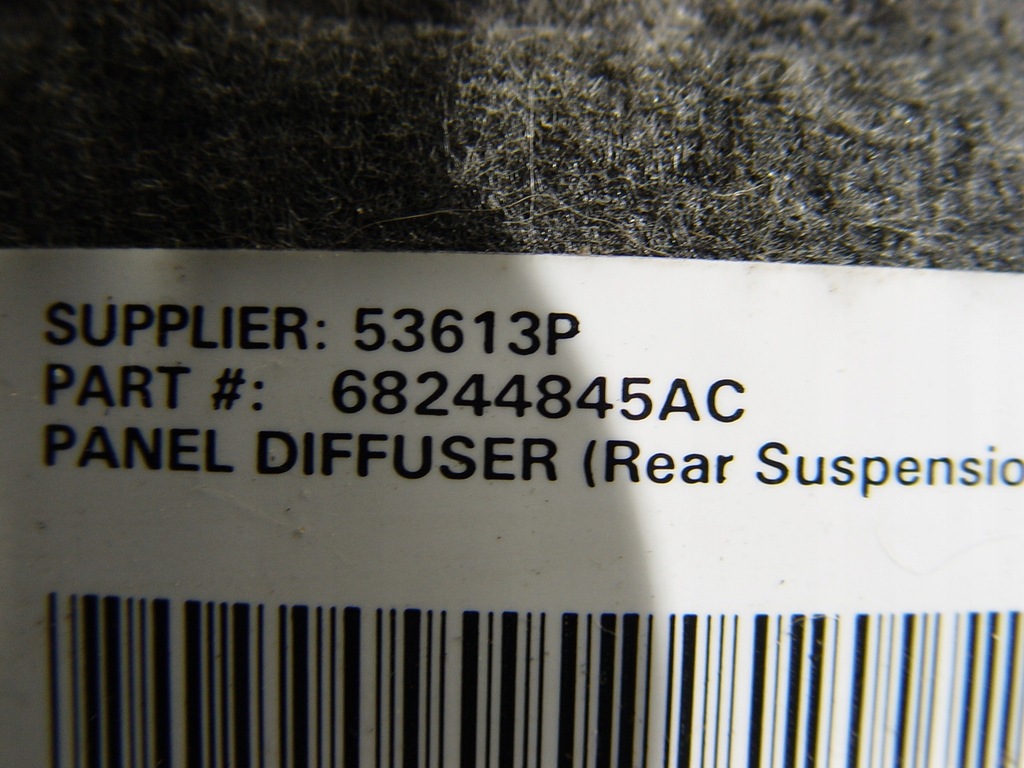 SUPPLIER: 53613P
PART #: 68244845AC
PANEL DIFFUSER (Rear Suspensio